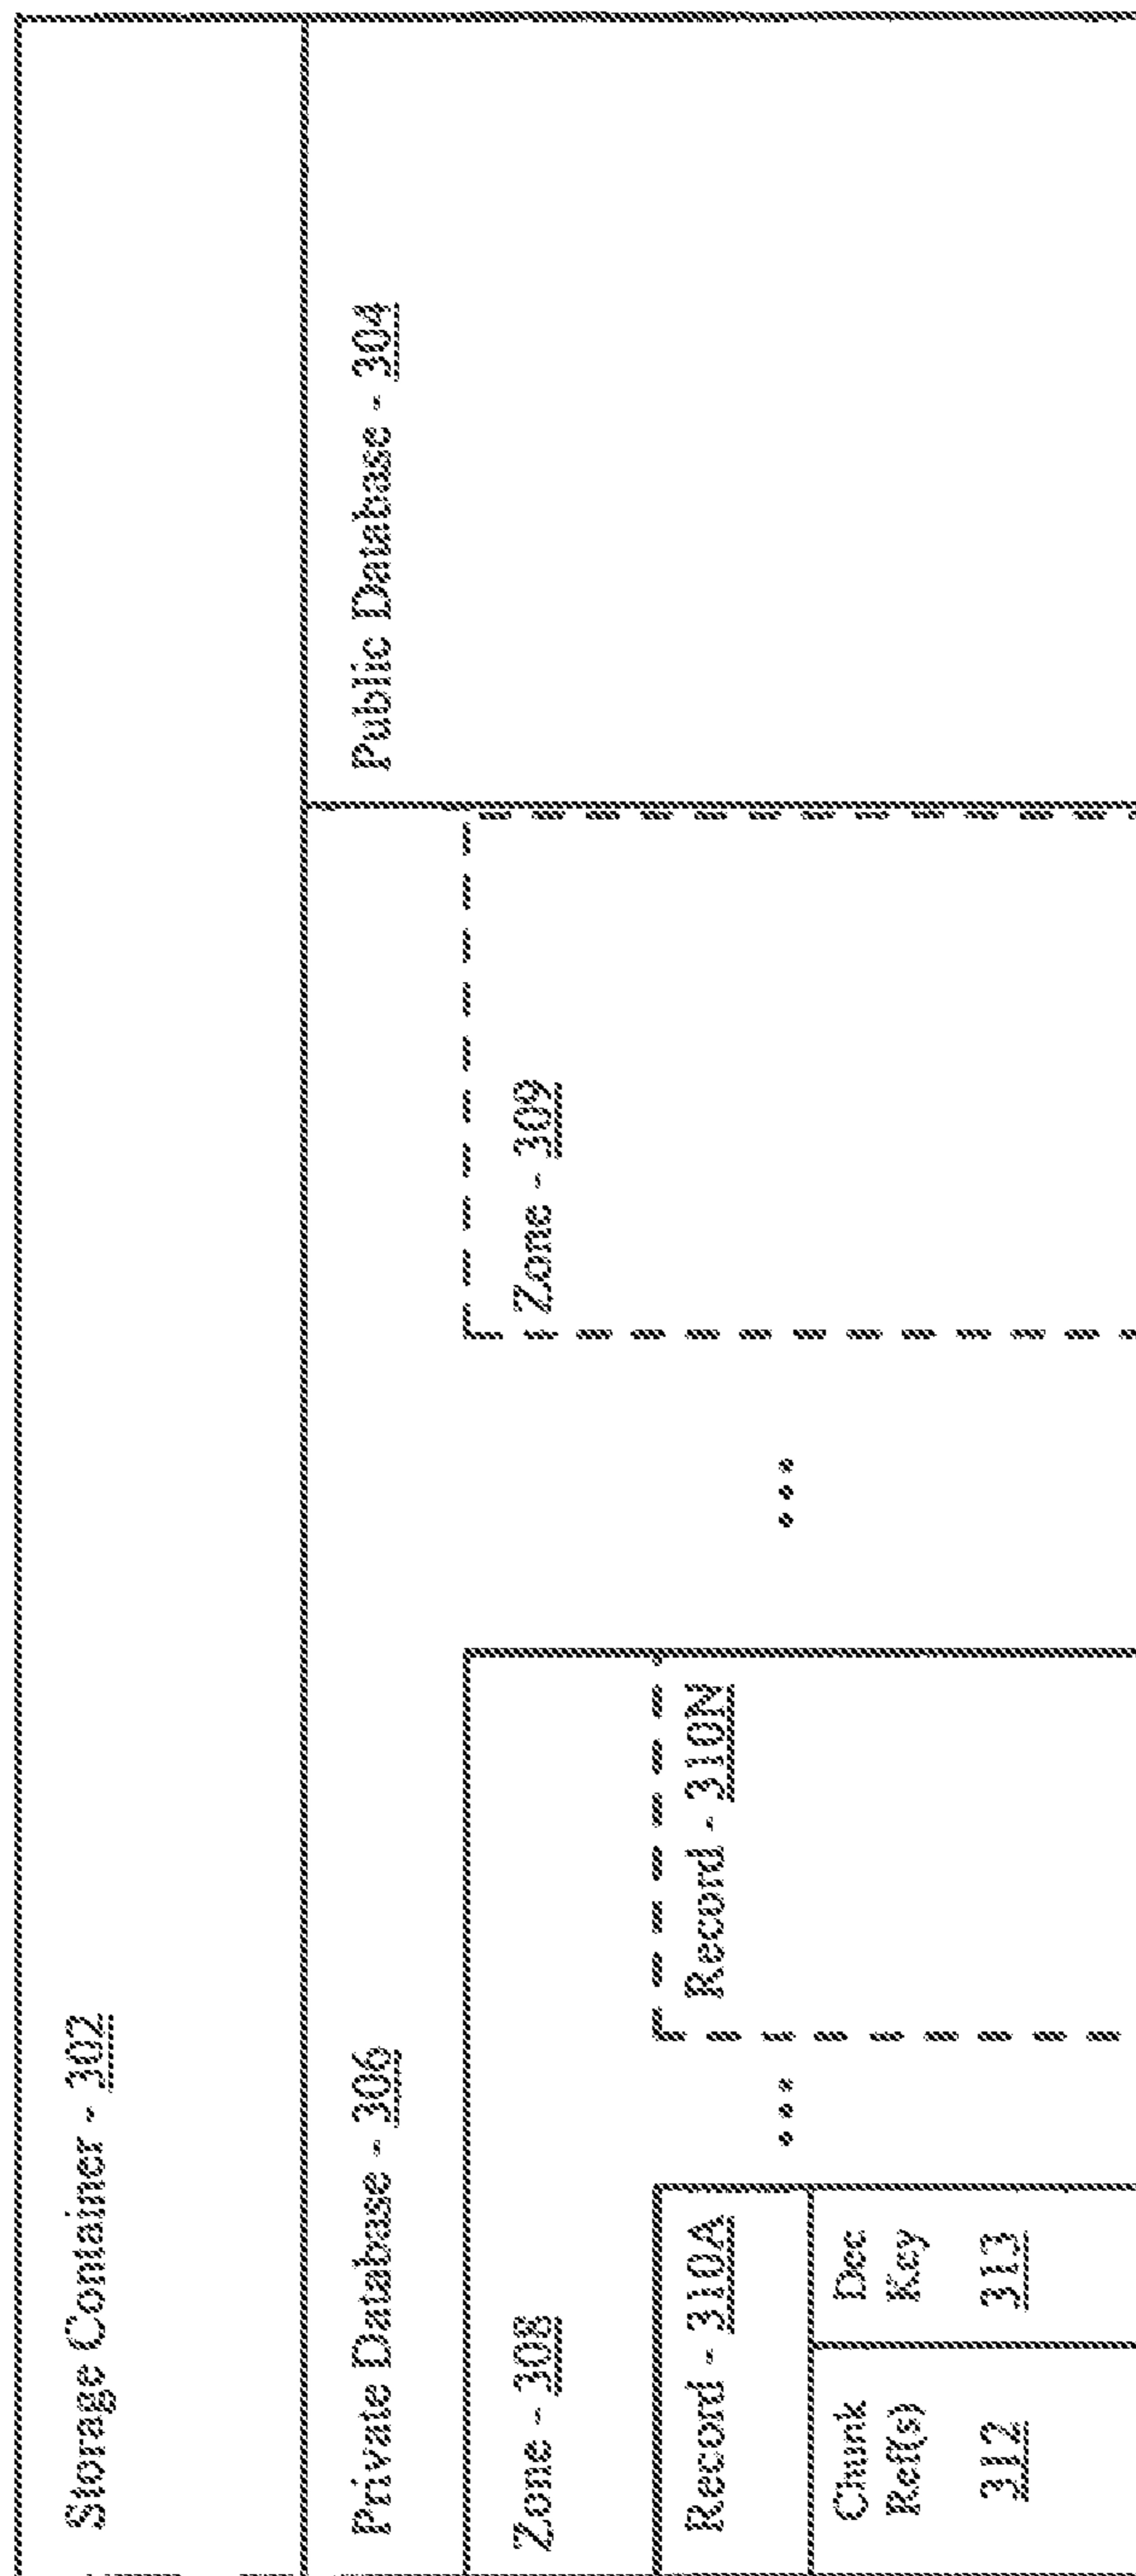 Storage Container - 302
Private Database - 306
Public Database - 304
Zone - 308
Zone - 309
Record - 310A
...
Record - 310N
...
Chunk
Ref(s)
312
Dec
Key
313